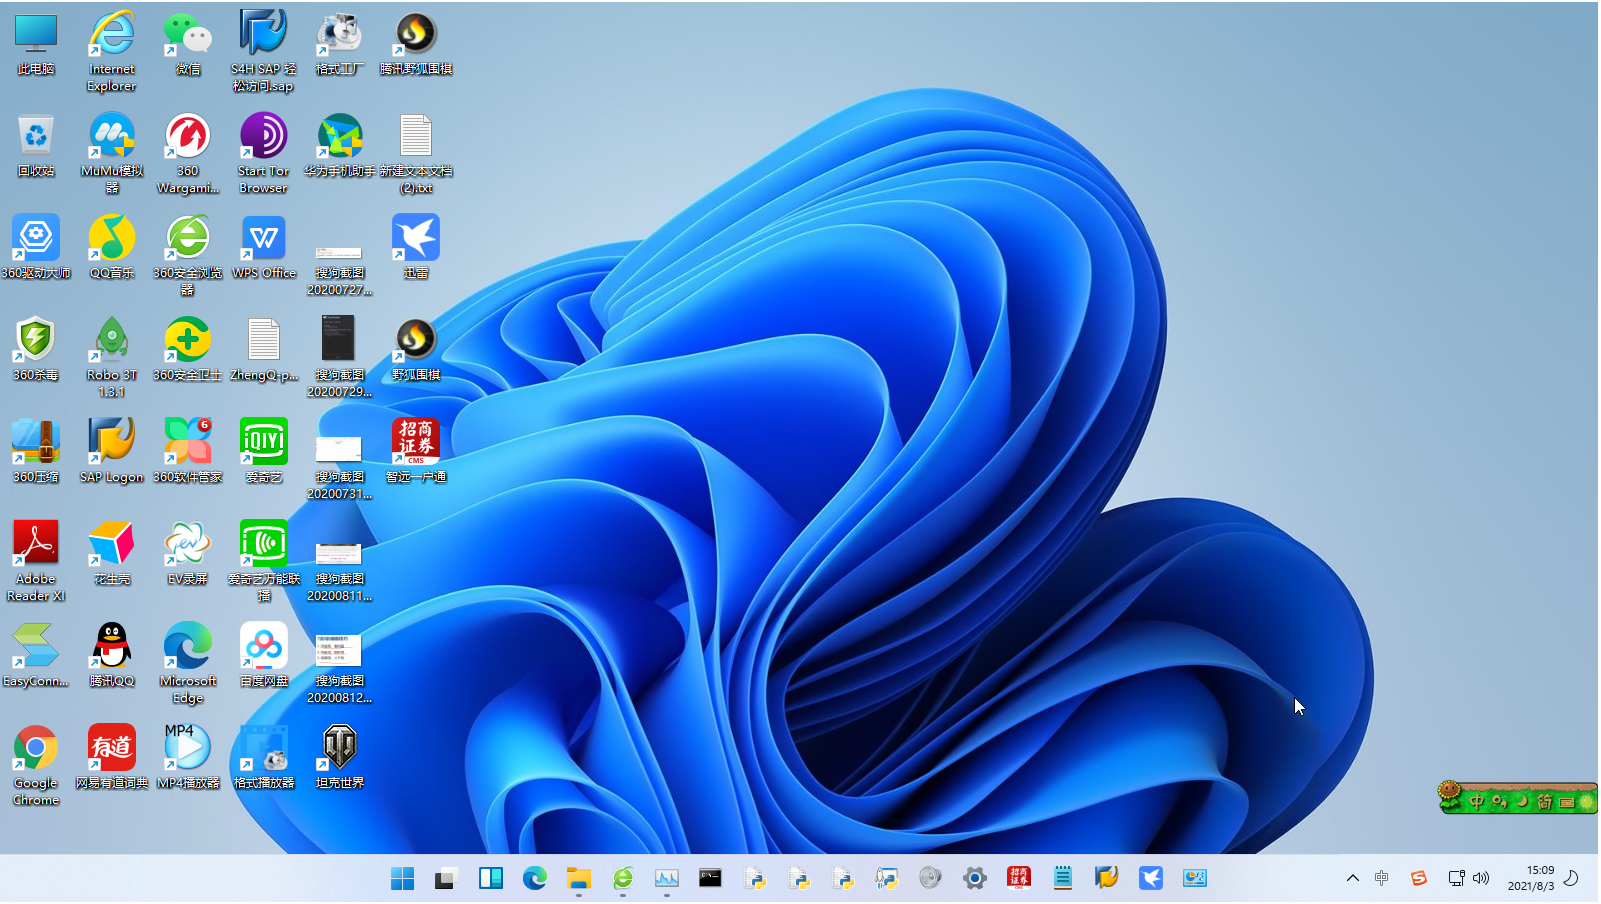 此电脑
Internet
Explorer
微信
S4H SAP 轻
松访问.sap
格式工厂
腾讯野狐围棋
回收站
MuMu模拟
器
360
Wargami...
Start Tor
Browser
华为手机助手
新建文本文档
(2).txt
360驱动大师
QQ音乐
360安全浏览
器
WPS Office
搜狗截图
20200727...
迅雷
360杀毒
Robo 3T
1.3.1
360安全卫士
ZhengQ-p...
搜狗截图
20200729...
野狐围棋
6
iQIYI
招商
证券
CMS
360压缩
SAP Logon
360软件管家
爱奇艺
搜狗截图
20200731...
智远一户通
ev
Adobe
Reader XI
花生壳
EV录屏
爱奇艺万能联
播
搜狗截图
20200811...
EasyConn...
腾讯QQ
Microsoft
Edge
百度网盘
搜狗截图
20200812...
有道
MP4
Google
Chrome
网易有道词典
MP4播放器
格式播放器
坦克世界
中
简
招商
证券
中
15:09
2021/8/3